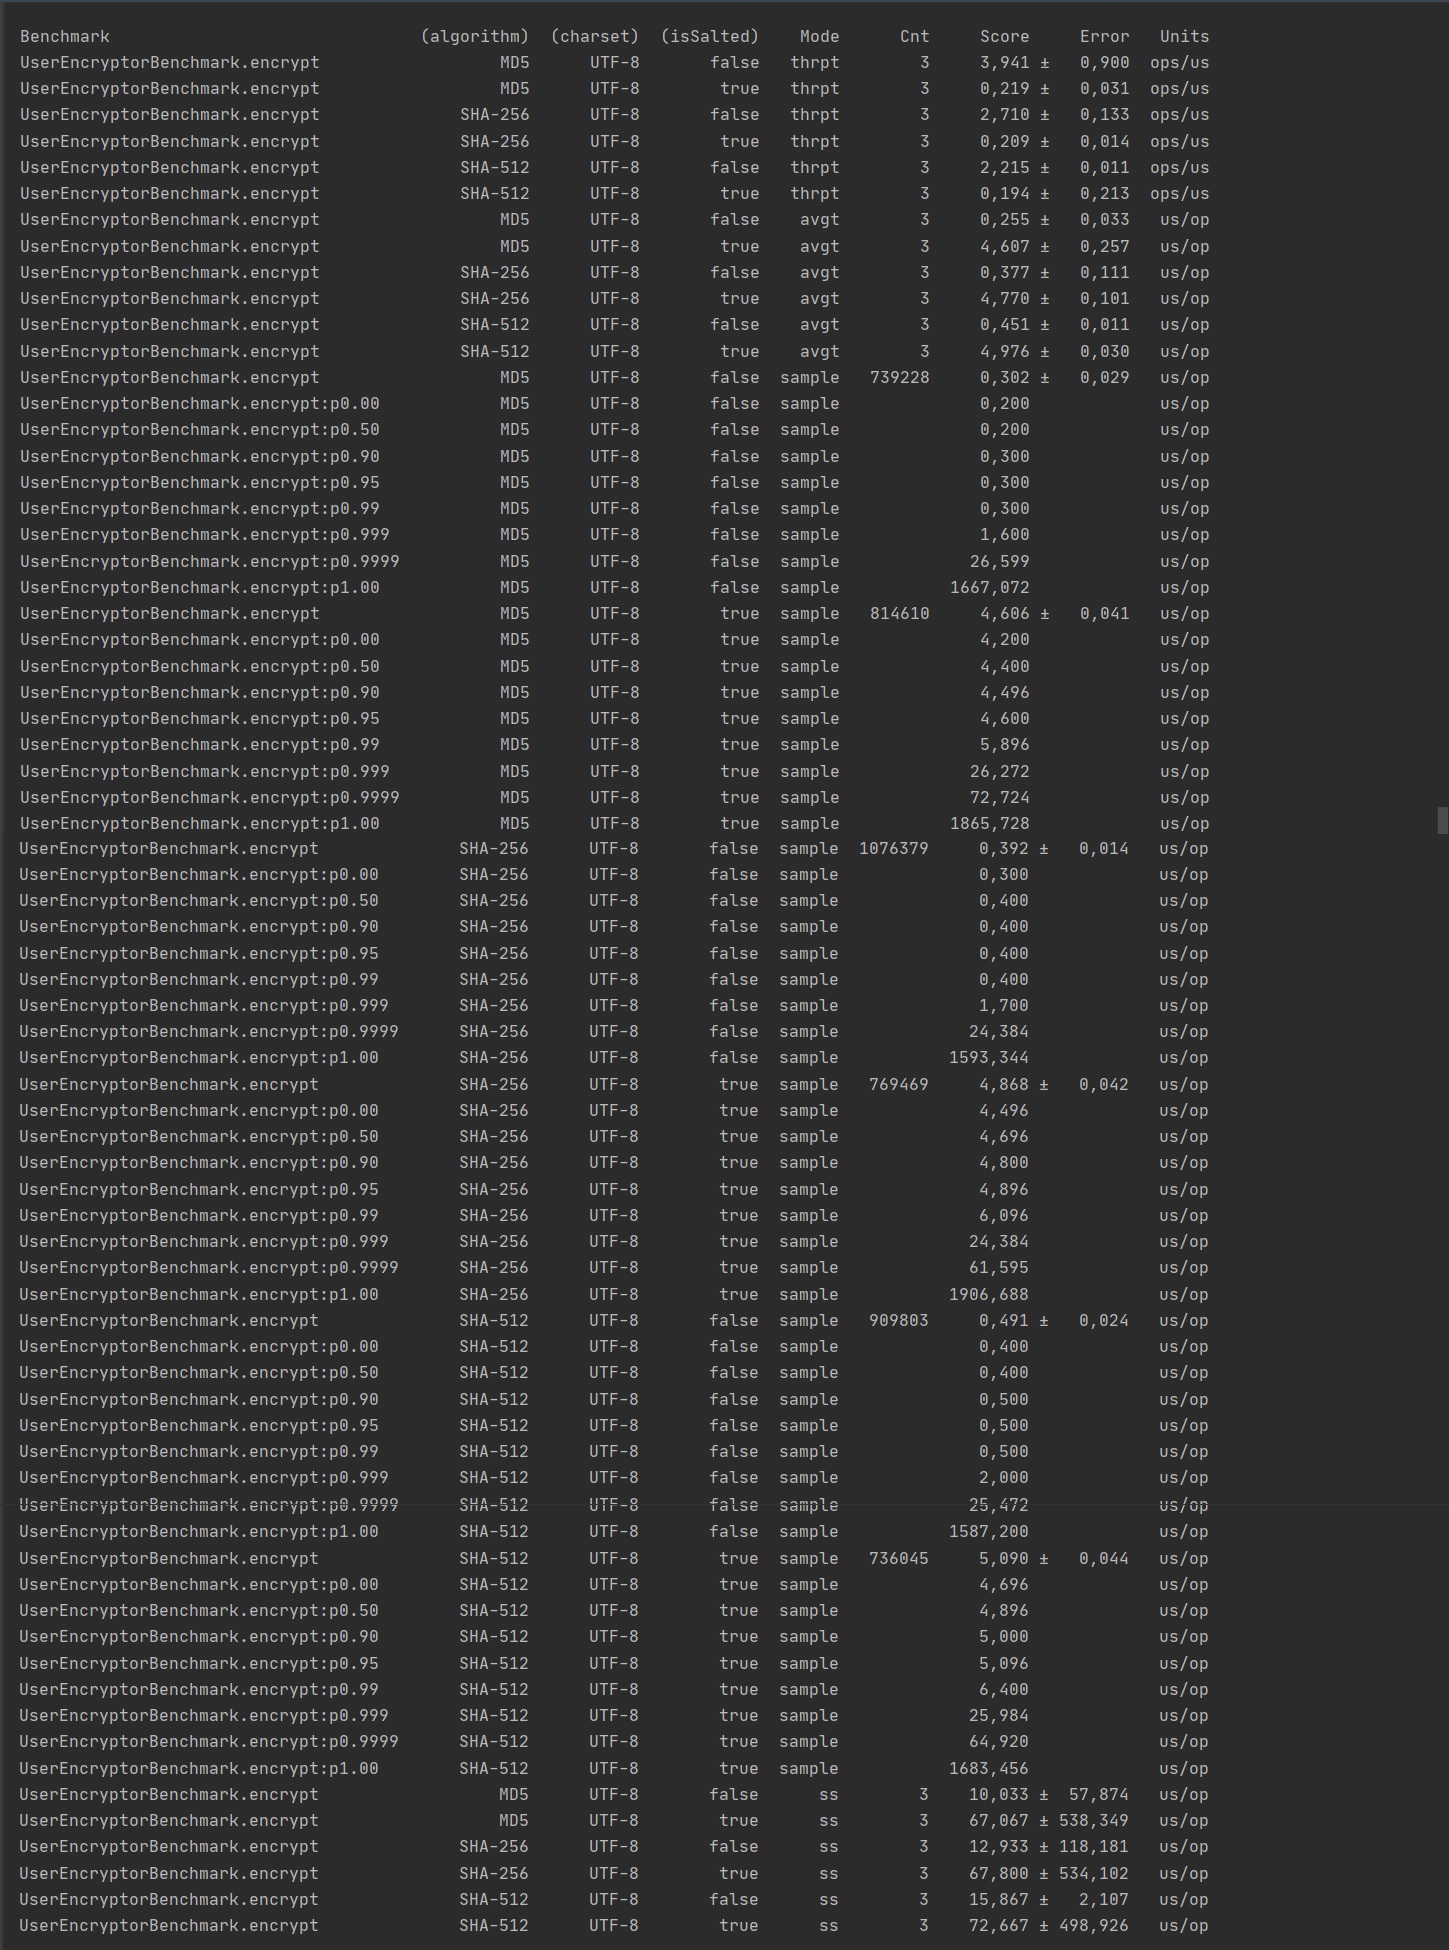 Benchmark (algorithm) (charset) (isSalted) Mode Cnt Score Error Units
UserEncryptorBenchmark.encrypt MD5 UTF-8 false thrpt 3 3,941 ± 0,900 ops/us
UserEncryptorBenchmark.encrypt MD5 UTF-8 true thrpt 3 0,219 ± 0,031 ops/us
UserEncryptorBenchmark.encrypt SHA-256 UTF-8 false thrpt 3 2,710 ± 0,133 ops/us
UserEncryptorBenchmark.encrypt SHA-256 UTF-8 true thrpt 3 0,209 ± 0,014 ops/us
UserEncryptorBenchmark.encrypt SHA-512 UTF-8 false thrpt 3 2,215 ± 0,011 ops/us
UserEncryptorBenchmark.encrypt SHA-512 UTF-8 true thrpt 3 0,194 ± 0,213 ops/us
UserEncryptorBenchmark.encrypt MD5 UTF-8 false avgt 3 0,255 ± 0,033 us/op
UserEncryptorBenchmark.encrypt MD5 UTF-8 true avgt 3 4,607 ± 0,257 us/op
UserEncryptorBenchmark.encrypt SHA-256 UTF-8 false avgt 3 0,377 ± 0,111 us/op
UserEncryptorBenchmark.encrypt SHA-256 UTF-8 true avgt 3 4,770 ± 0,101 us/op
UserEncryptorBenchmark.encrypt SHA-512 UTF-8 false avgt 3 0,451 ± 0,011 us/op
UserEncryptorBenchmark.encrypt SHA-512 UTF-8 true avgt 3 4,976 ± 0,030 us/op
UserEncryptorBenchmark.encrypt MD5 UTF-8 false sample 739228 0,302 ± 0,029 us/op
UserEncryptorBenchmark.encrypt:p0.00 MD5 UTF-8 false sample 0,200 us/op
UserEncryptorBenchmark.encrypt:p0.50 MD5 UTF-8 false sample 0,200 us/op
UserEncryptorBenchmark.encrypt:p0.90 MD5 UTF-8 false sample 0,300 us/op
UserEncryptorBenchmark.encrypt:p0.95 MD5 UTF-8 false sample 0,300 us/op
UserEncryptorBenchmark.encrypt:p0.99 MD5 UTF-8 false sample 0,300 us/op
UserEncryptorBenchmark.encrypt:p0.999 MD5 UTF-8 false sample 1,600 us/op
UserEncryptorBenchmark.encrypt:p0.9999 MD5 UTF-8 false sample 26,599 us/op
UserEncryptorBenchmark.encrypt:p1.00 MD5 UTF-8 false sample 1667,072 us/op
UserEncryptorBenchmark.encrypt MD5 UTF-8 true sample 814610 4,606 ± 0,041 us/op
UserEncryptorBenchmark.encrypt:p0.00 MD5 UTF-8 true sample 4,200 us/op
UserEncryptorBenchmark.encrypt:p0.50 MD5 UTF-8 true sample 4,400 us/op
UserEncryptorBenchmark.encrypt:p0.90 MD5 UTF-8 true sample 4,496 us/op
UserEncryptorBenchmark.encrypt:p0.95 MD5 UTF-8 true sample 4,600 us/op
UserEncryptorBenchmark.encrypt:p0.99 MD5 UTF-8 true sample 5,896 us/op
UserEncryptorBenchmark.encrypt:p0.999 MD5 UTF-8 true sample 26,272 us/op
UserEncryptorBenchmark.encrypt:p0.9999 MD5 UTF-8 true sample 72,724 us/op
UserEncryptorBenchmark.encrypt:p1.00 MD5 UTF-8 true sample 1865,728 us/op
UserEncryptorBenchmark.encrypt SHA-256 UTF-8 false sample 1076379 0,392 ± 0,014 us/op
UserEncryptorBenchmark.encrypt:p0.00 SHA-256 UTF-8 false sample 0,300 us/op
UserEncryptorBenchmark.encrypt:p0.50 SHA-256 UTF-8 false sample 0,400 us/op
UserEncryptorBenchmark.encrypt:p0.90 SHA-256 UTF-8 false sample 0,400 us/op
UserEncryptorBenchmark.encrypt:p0.95 SHA-256 UTF-8 false sample 0,400 us/op
UserEncryptorBenchmark.encrypt:p0.99 SHA-256 UTF-8 false sample 0,400 us/op
UserEncryptorBenchmark.encrypt:p0.999 SHA-256 UTF-8 false sample 1,700 us/op
UserEncryptorBenchmark.encrypt:p0.9999 SHA-256 UTF-8 false sample 24,384 us/op
UserEncryptorBenchmark.encrypt:p1.00 SHA-256 UTF-8 false sample 1593,344 us/op
UserEncryptorBenchmark.encrypt SHA-256 UTF-8 true sample 769469 4,868 ± 0,042 us/op
UserEncryptorBenchmark.encrypt:p0.00 SHA-256 UTF-8 true sample 4,496 us/op
UserEncryptorBenchmark.encrypt:p0.50 SHA-256 UTF-8 true sample 4,696 us/op
UserEncryptorBenchmark.encrypt:p0.90 SHA-256 UTF-8 true sample 4,800 us/op
UserEncryptorBenchmark.encrypt:p0.95 SHA-256 UTF-8 true sample 4,896 us/op
UserEncryptorBenchmark.encrypt:p0.99 SHA-256 UTF-8 true sample 6,096 us/op
UserEncryptorBenchmark.encrypt:p0.999 SHA-256 UTF-8 true sample 24,384 us/op
UserEncryptorBenchmark.encrypt:p0.9999 SHA-256 UTF-8 true sample 61,595 us/op
UserEncryptorBenchmark.encrypt:p1.00 SHA-256 UTF-8 true sample 1906,688 us/op
UserEncryptorBenchmark.encrypt SHA-512 UTF-8 false sample 909803 0,491 ± 0,024 us/op
UserEncryptorBenchmark.encrypt:p0.00 SHA-512 UTF-8 false sample 0,400 us/op
UserEncryptorBenchmark.encrypt:p0.50 SHA-512 UTF-8 false sample 0,400 us/op
UserEncryptorBenchmark.encrypt:p0.90 SHA-512 UTF-8 false sample 0,500 us/op
UserEncryptorBenchmark.encrypt:p0.95 SHA-512 UTF-8 false sample 0,500 us/op
UserEncryptorBenchmark.encrypt:p0.99 SHA-512 UTF-8 false sample 0,500 us/op
UserEncryptorBenchmark.encrypt:p0.999 SHA-512 UTF-8 false sample 2,000 us/op
UserEncryptorBenchmark.encrypt:p0.9999 SHA-512 UTF-8 false sample 25,472 us/op
UserEncryptorBenchmark.encrypt:p1.00 SHA-512 UTF-8 false sample 1587,200 us/op
UserEncryptorBenchmark.encrypt SHA-512 UTF-8 true sample 736045 5,090 ± 0,044 us/op
UserEncryptorBenchmark.encrypt:p0.00 SHA-512 UTF-8 true sample 4,696 us/op
UserEncryptorBenchmark.encrypt:p0.50 SHA-512 UTF-8 true sample 4,896 us/op
UserEncryptorBenchmark.encrypt:p0.90 SHA-512 UTF-8 true sample 5,000 us/op
UserEncryptorBenchmark.encrypt:p0.95 SHA-512 UTF-8 true sample 5,096 us/op
UserEncryptorBenchmark.encrypt:p0.99 SHA-512 UTF-8 true sample 6,400 us/op
UserEncryptorBenchmark.encrypt:p0.999 SHA-512 UTF-8 true sample 25,984 us/op
UserEncryptorBenchmark.encrypt:p0.9999 SHA-512 UTF-8 true sample 64,920 us/op
UserEncryptorBenchmark.encrypt:p1.00 SHA-512 UTF-8 true sample 1683,456 us/op
UserEncryptorBenchmark.encrypt MD5 UTF-8 false ss 3 10,033 ± 57,874 us/op
UserEncryptorBenchmark.encrypt MD5 UTF-8 true ss 3 67,067 ± 538,349 us/op
UserEncryptorBenchmark.encrypt SHA-256 UTF-8 false ss 3 12,933 ± 118,181 us/op
UserEncryptorBenchmark.encrypt SHA-256 UTF-8 true ss 3 67,800 ± 534,102 us/op
UserEncryptorBenchmark.encrypt SHA-512 UTF-8 false ss 3 15,867 ± 2,107 us/op
UserEncryptorBenchmark.encrypt SHA-512 UTF-8 true ss 3 72,667 ± 498,926 us/op